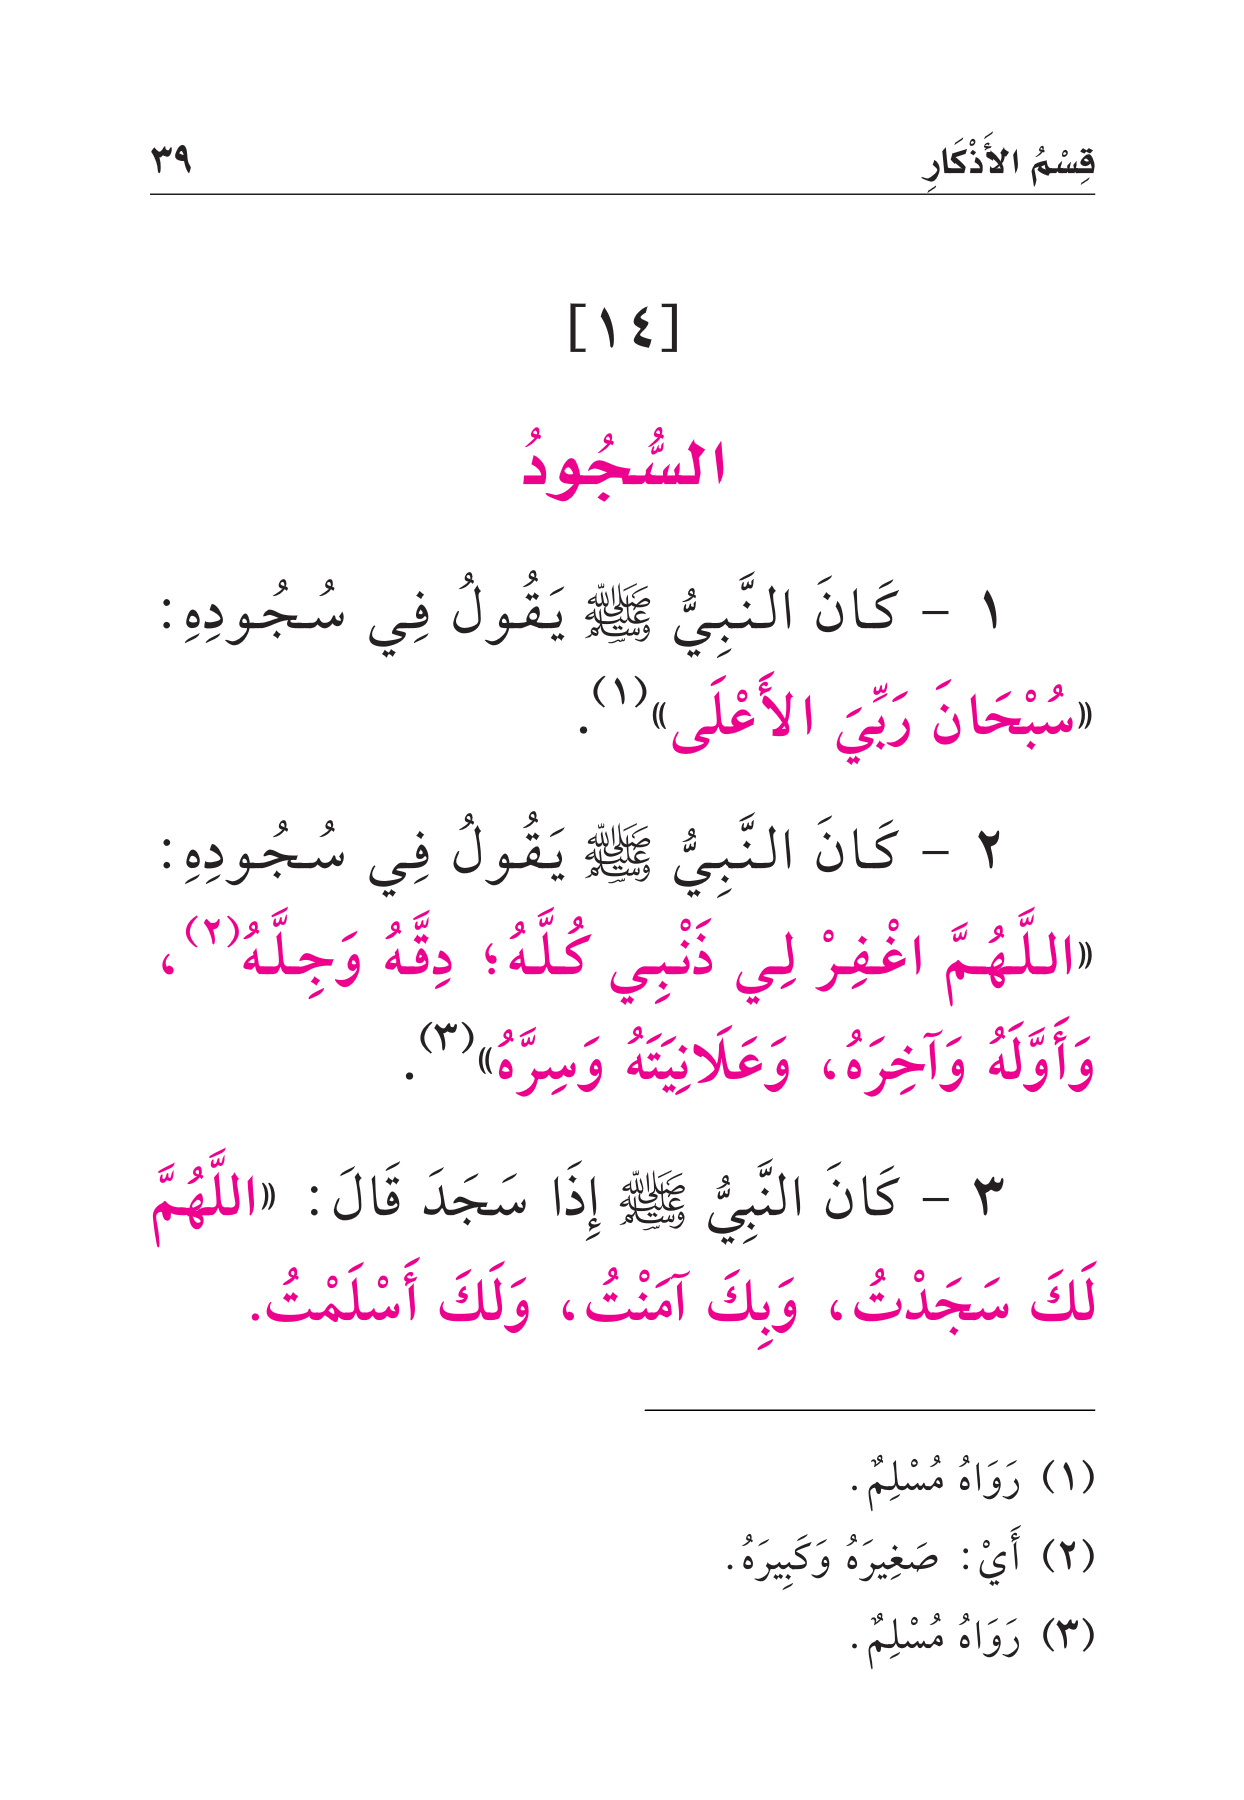 قِسْمُ الأَذْكَارِ ٣٩
[١٤]
السُّجُودُ
١ - كَانَ النَّبِيُّ ﷺ يَقُولُ فِي سُجُودِهِ:
«سُبْحَانَ رَبِّيَ الأَعْلَى»(١).
٢ - كَانَ النَّبِيُّ ﷺ يَقُولُ فِي سُجُودِهِ:
«اللَّهُمَّ اغْفِرْ لِي ذَنْبِي كُلَّهُ؛ دِقَّهُ وَجِلَّهُ(٢)،
وَأَوَّلَهُ وَآخِرَهُ، وَعَلَانِيَتَهُ وَسِرَّهُ»(٣).
٣ - كَانَ النَّبِيُّ ﷺ إِذَا سَجَدَ قَالَ: «اللَّهُمَّ
لَكَ سَجَدْتُ، وَبِكَ آمَنْتُ، وَلَكَ أَسْلَمْتُ.
(١) رَوَاهُ مُسْلِمٌ.
(٢) أَيْ: صَغِيرَهُ وَكَبِيرَهُ.
(٣) رَوَاهُ مُسْلِمٌ.